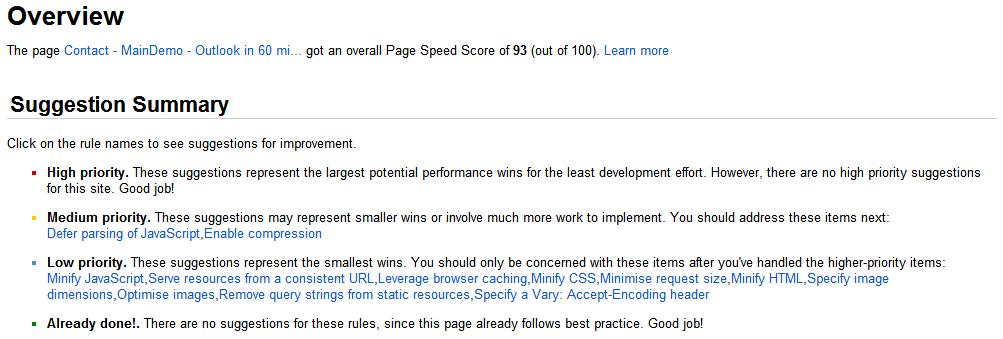 Overview
The page Contact - MainDemo - Outlook in 60 mi... got an overall Page Speed Score of 93 (out of 100). Learn more
Suggestion Summary
Click on the rule names to see suggestions for improvement.
High priority. These suggestions represent the largest potential performance wins for the least development effort. However, there are no high priority suggestions
for this site. Good job!
Medium priority. These suggestions may represent smaller wins or involve much more work to implement. You should address these items next:
Defer parsing of JavaScript,Enable compression
Low priority. These suggestions represent the smallest wins. You should only be concerned with these items after you've handled the higher-priority items:
Minify JavaScript,Serve resources from a consistent URL,Leverage browser caching,Minify CSS,Minimise request size,Minify HTML,Specify image
dimensions,Optimise images,Remove query strings from static resources,Specify a Vary: Accept-Encoding header
Already done!. There are no suggestions for these rules, since this page already follows best practice. Good job!